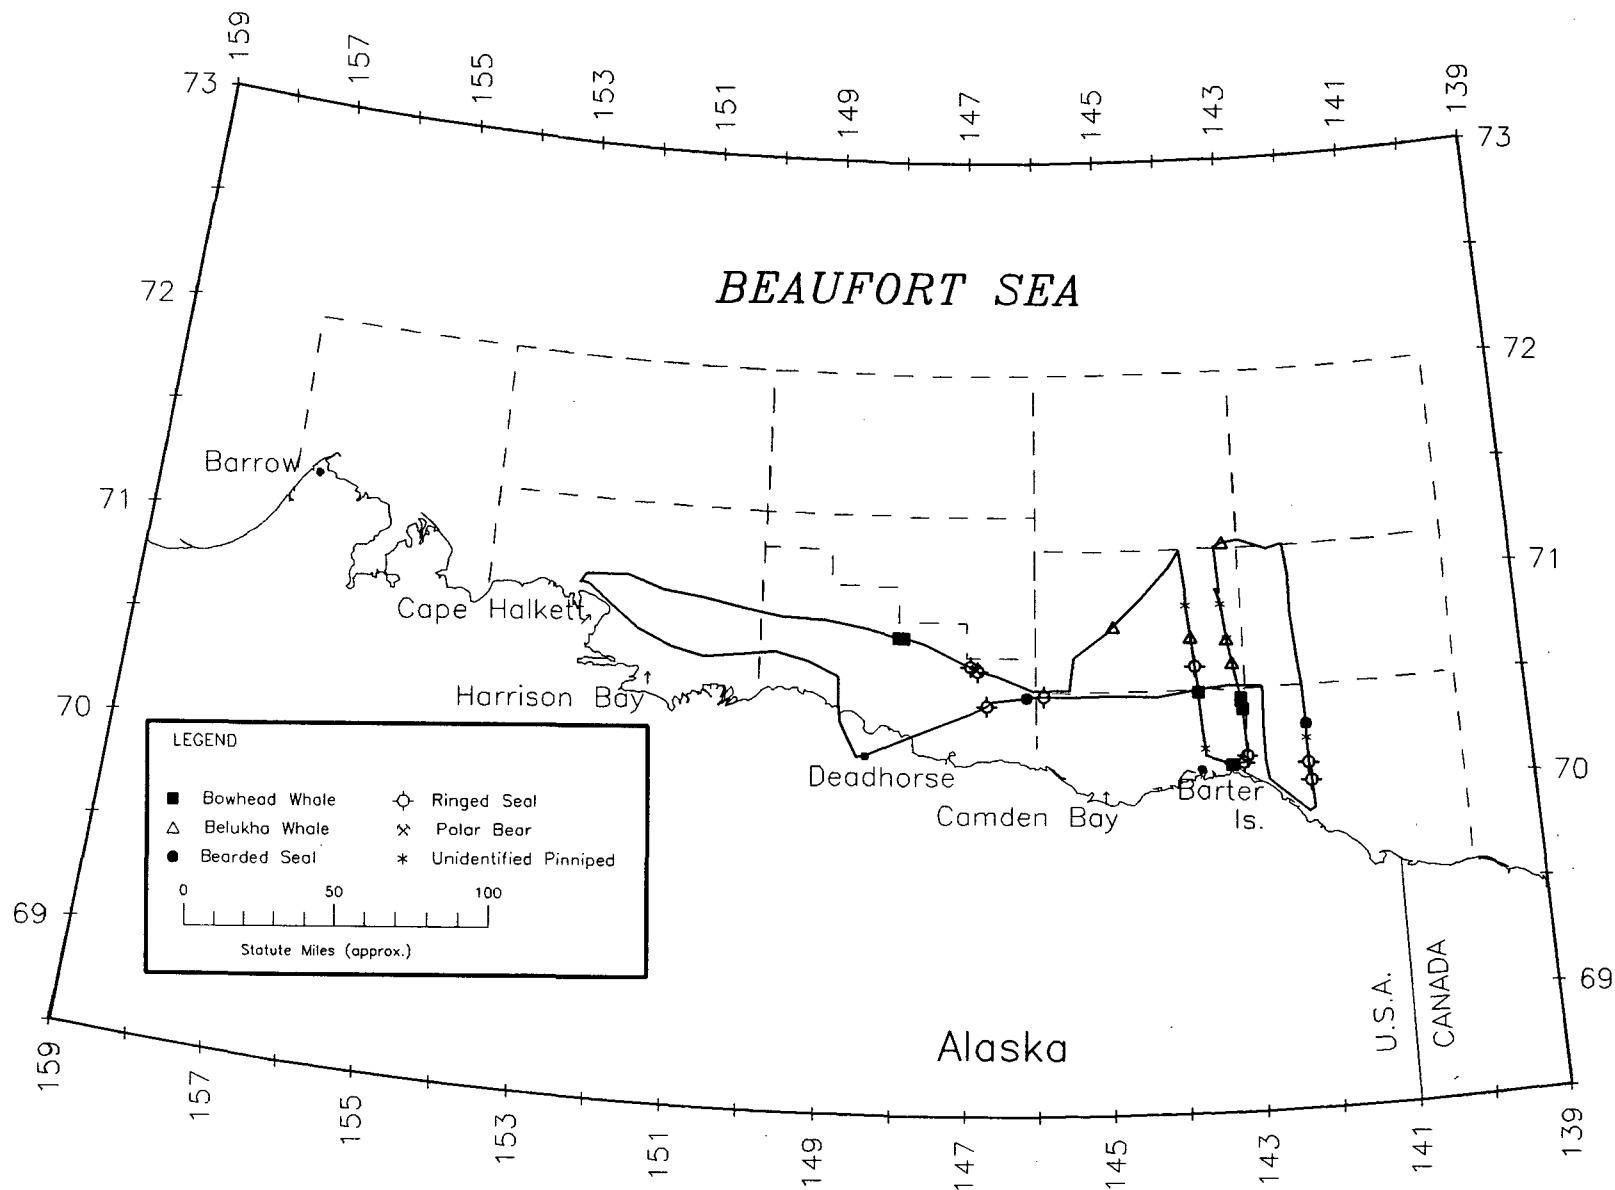 159 157 155 153 151 149 147 145 143 141 139
73 73
BEAUFORT SEA
72 72
Barrow
71 71
Cape Halkett
Harrison Bay
70 70
Deadhorse
Camden Bay
Barter
Is.
LEGEND
Bowhead Whale Ringed Seal
Belukha Whale Polar Bear
Bearded Seal Unidentified Pinniped
0 50 100
Statute Miles (approx.)
69 69
U.S.A.
CANADA
Alaska
159 157 155 153 151 149 147 145 143 141 139